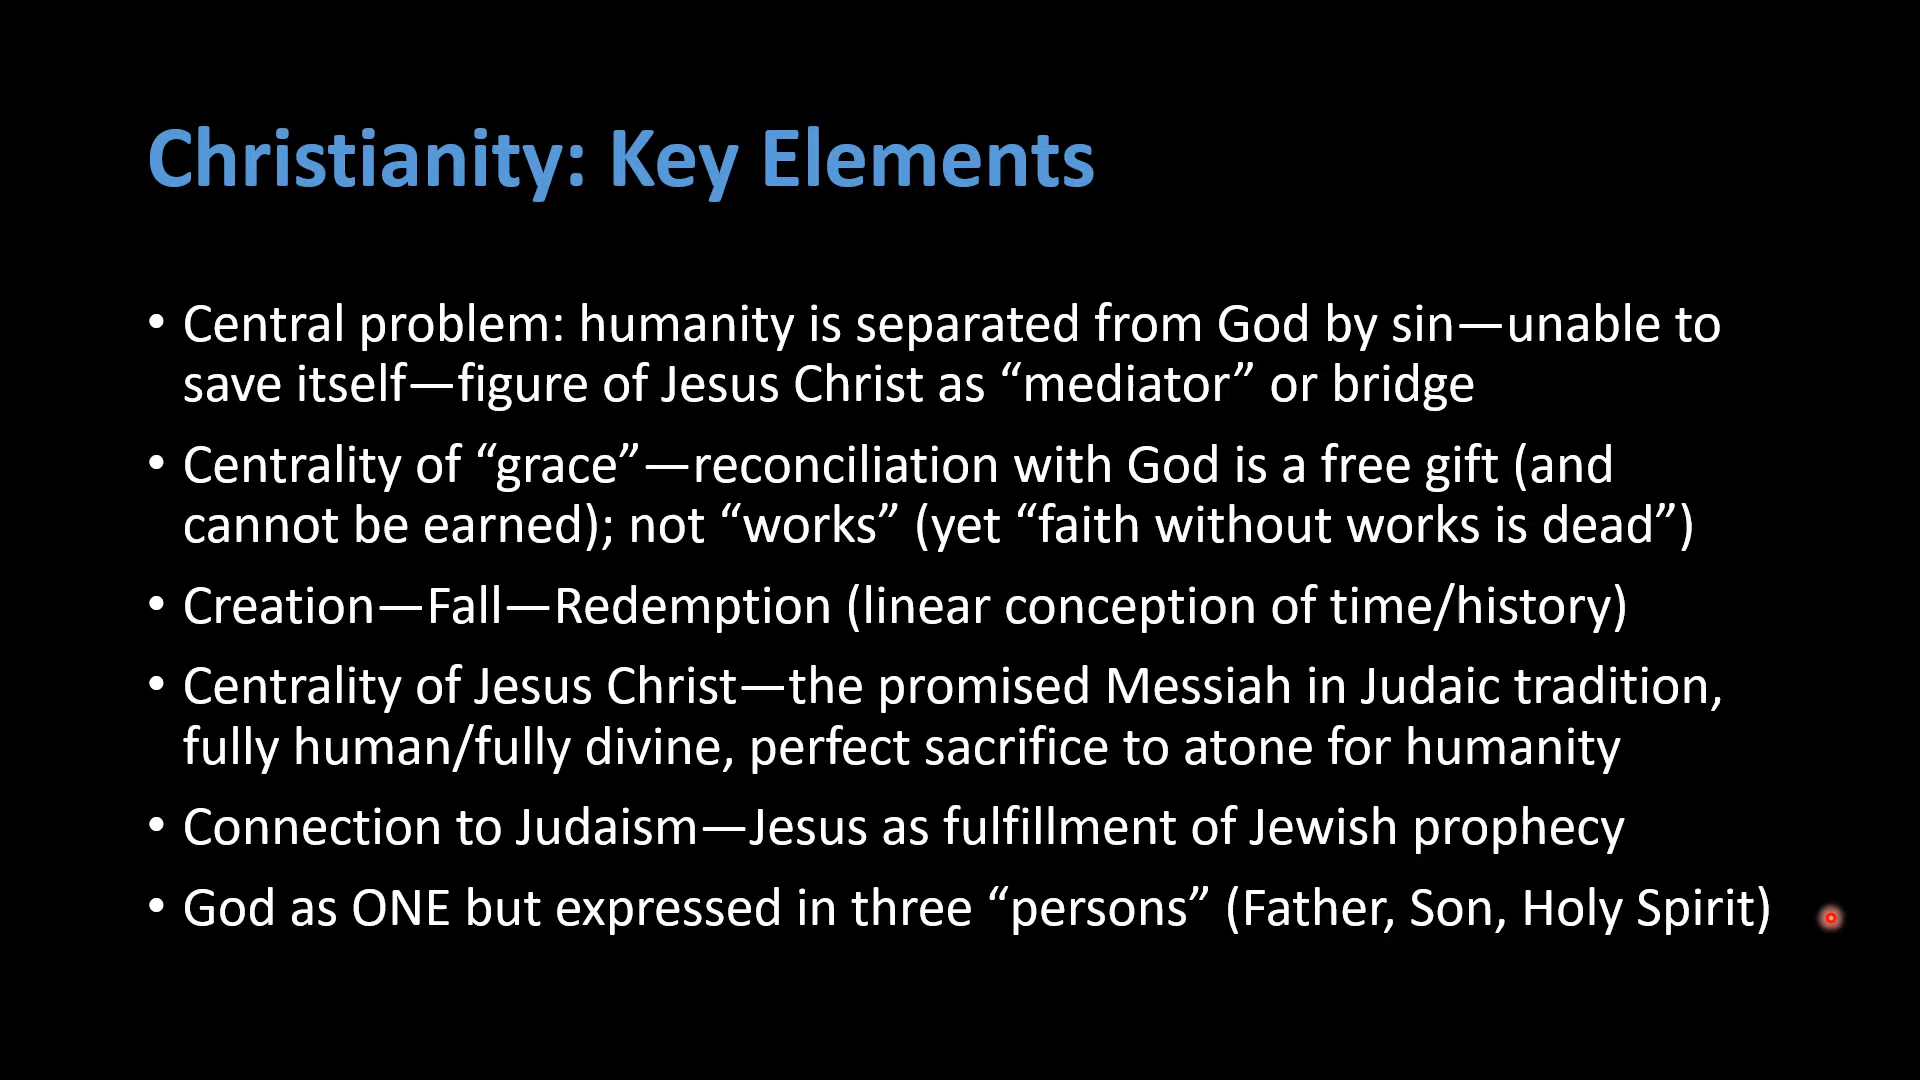 Christianity: Key Elements
• Central problem: humanity is separated from God by sin—unable to
save itself—figure of Jesus Christ as “mediator” or bridge
• Centrality of “grace”—reconciliation with God is a free gift (and
cannot be earned); not “works” (yet “faith without works is dead”)
• Creation—Fall—Redemption (linear conception of time/history)
• Centrality of Jesus Christ—the promised Messiah in Judaic tradition,
fully human/fully divine, perfect sacrifice to atone for humanity
• Connection to Judaism—Jesus as fulfillment of Jewish prophecy
• God as ONE but expressed in three “persons” (Father, Son, Holy Spirit)